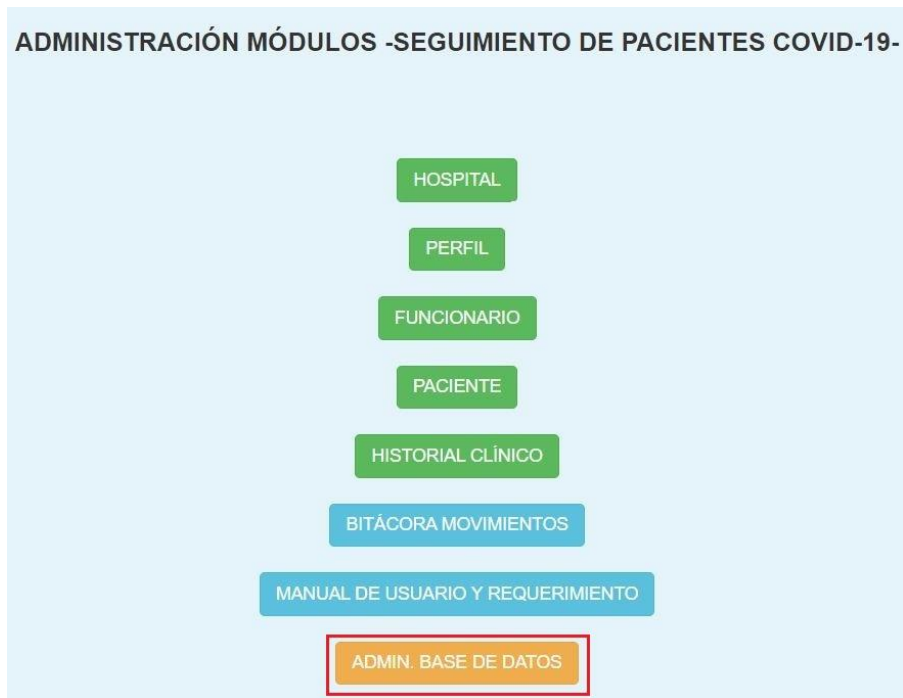 ADMINISTRACIÓN MÓDULOS -SEGUIMIENTO DE PACIENTES COVID-19-
HOSPITAL
PERFIL
FUNCIONARIO
PACIENTE
HISTORIAL CLÍNICO
BITÁCORA MOVIMIENTOS
MANUAL DE USUARIO Y REQUERIMIENTO
ADMIN. BASE DE DATOS